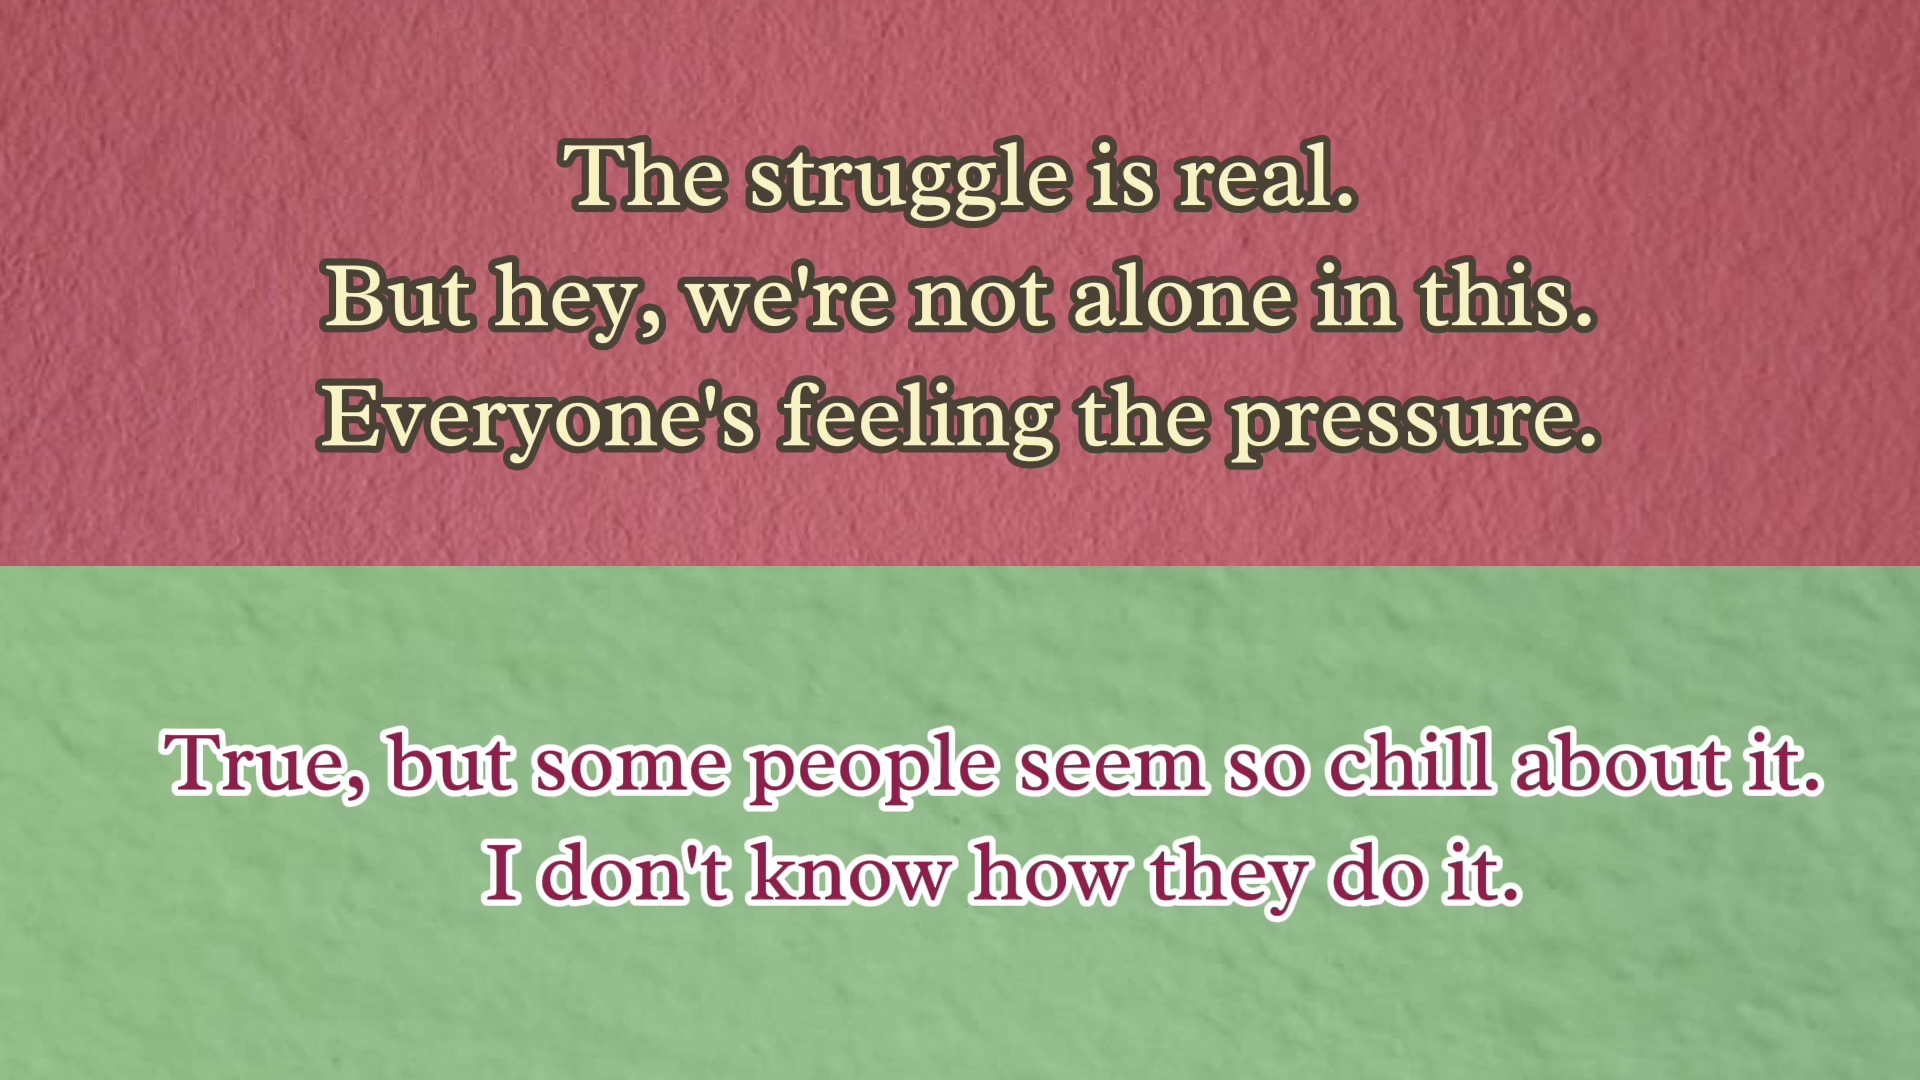 The struggle is real.
But hey, we're not alone in this.
Everyone's feeling the pressure.
True, but some people seem so chill about it.
I don't know how they do it.